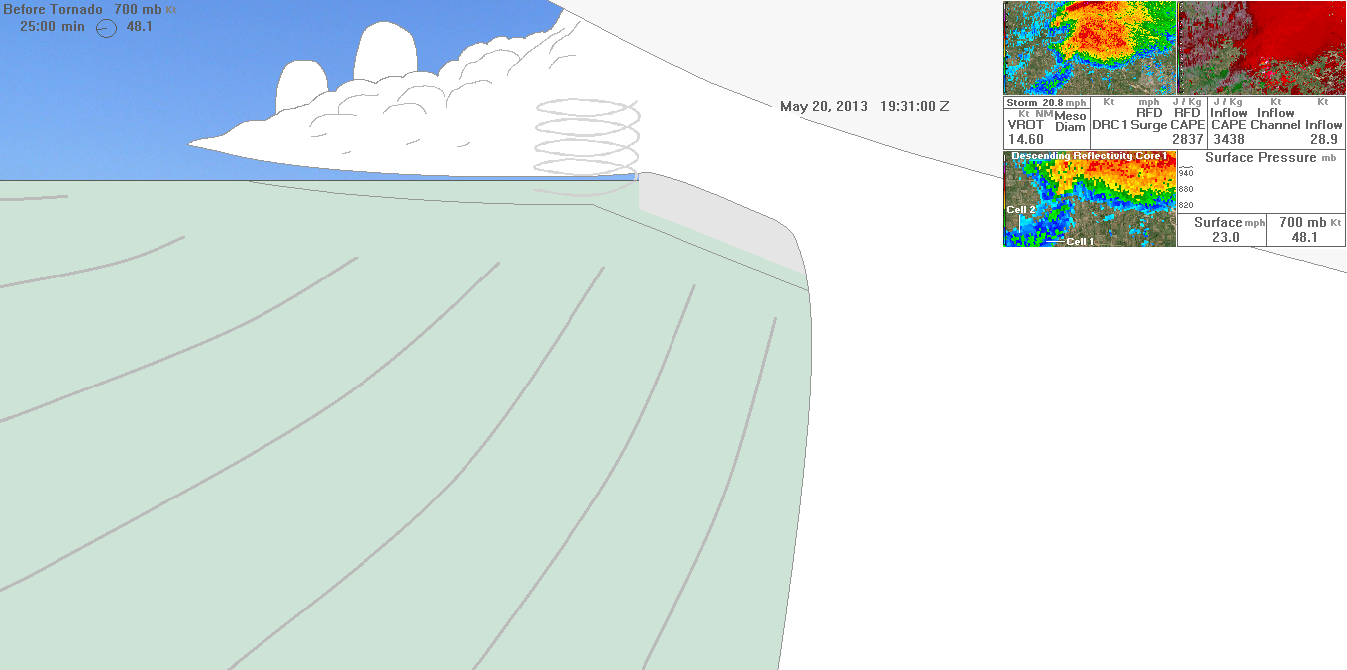 Before Tornado 700 mb Kt
25:00 min 48.1
May 20, 2013 19:31:00 Z
Storm 20.8 mph
Kt NM
VROT Meso Diam
14.60
Kt mph J / Kg
DRC1 RFD Surge RFD CAPE
2837
J / Kg Kt Kt
Inflow CAPE Inflow Channel Inflow
3438 28.9
Descending Reflectivity Core 1
Cell 2
Cell 1
Surface Pressure mb
940
880
820
Surface mph 700 mb Kt
23.0 48.1